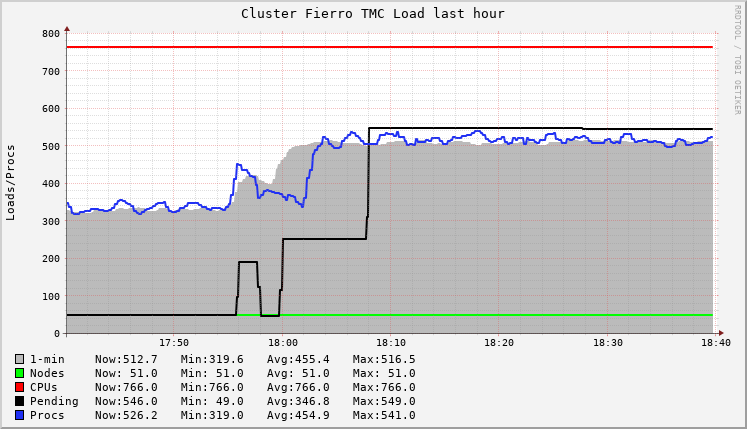 Cluster Fierro TMC Load last hour
RRDTOOL / TOBI OETIKER
Loads/Procs
800
700
600
500
400
300
200
100
0
17:50 18:00 18:10 18:20 18:30 18:40
1-min Now:512.7 Min:319.6 Avg:455.4 Max:516.5
Nodes Now: 51.0 Min: 51.0 Avg: 51.0 Max: 51.0
CPUs Now:766.0 Min:766.0 Avg:766.0 Max:766.0
Pending Now:546.0 Min: 49.0 Avg:346.8 Max:549.0
Procs Now:526.2 Min:319.0 Avg:454.9 Max:541.0